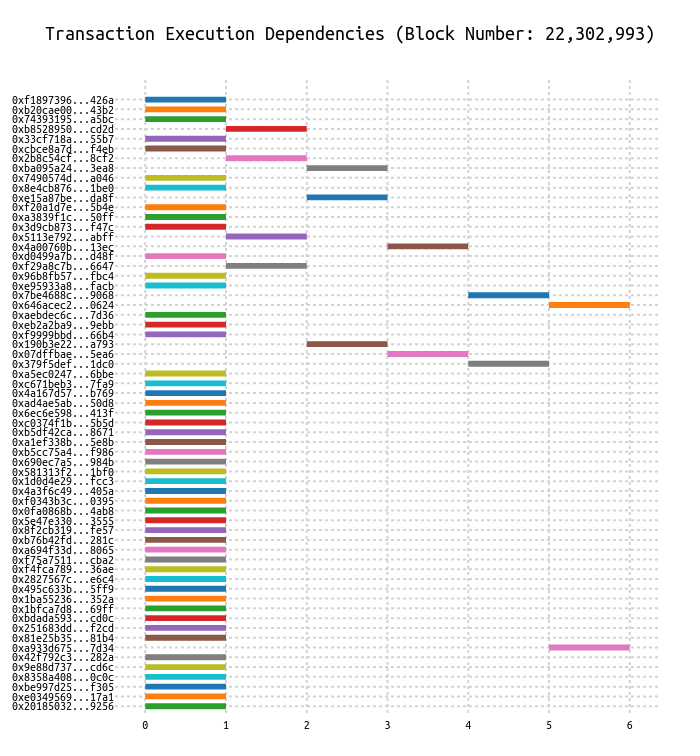 Transaction Execution Dependencies (Block Number: 22,302,993)
0xf1897396...426a
0xb20cae00...43b2
0x74393195...a5bc
0xb8528950...cd2d
0x33cf718a...55b7
0xcbce8a7d...f4eb
0x2b8c54cf...8cf2
0xba095a24...3ea8
0x7490574d...a046
0x8e4cb876...1be0
0xe15a87be...da8f
0xf20a1d7e...5b4e
0xa3839f1c...50ff
0x3d9cb873...f47c
0x5113e792...abff
0x4a00760b...13ec
0xd0499a7b...d48f
0xf29a8c7b...6647
0x96b8fb57...fbc4
0xe95933a8...facb
0x7be4688c...9068
0x646acec2...0624
0xaebdec6c...7d36
0xeb2a2ba9...9ebb
0xf9999bbd...66b4
0x190b3e22...a793
0x07dffbae...5ea6
0x379f5def...1dc0
0xa5ec0247...6bbe
0xc671beb3...7fa9
0x4a167d57...b769
0xad4ae5ab...50d8
0x6ec6e598...413f
0xc0374f1b...5b5d
0xb5df42ca...8671
0xa1ef338b...5e8b
0xb5cc75a4...f986
0x690ec7a5...984b
0x581313f2...1bf0
0x1d0d4e29...fcc3
0x4a3f6c49...405a
0xf0343b3c...0395
0x0fa0868b...4ab8
0x5e47e330...3555
0x8f2cb319...fe57
0xb76b42fd...281c
0xa694f33d...8065
0xf75a7511...cba2
0xf4fca789...36ae
0x2827567c...e6c4
0x495c633b...5ff9
0x1ba55236...352a
0x1bfca7d8...69ff
0xbdada593...cd0c
0x251683dd...f2cd
0x81e25b35...81b4
0xa933d675...7d34
0x42f792c3...282a
0x9e88d737...cd6c
0x8358a408...0c0c
0xbe997d25...f305
0xe0349569...17a1
0x20185032...9256
0 1 2 3 4 5 6